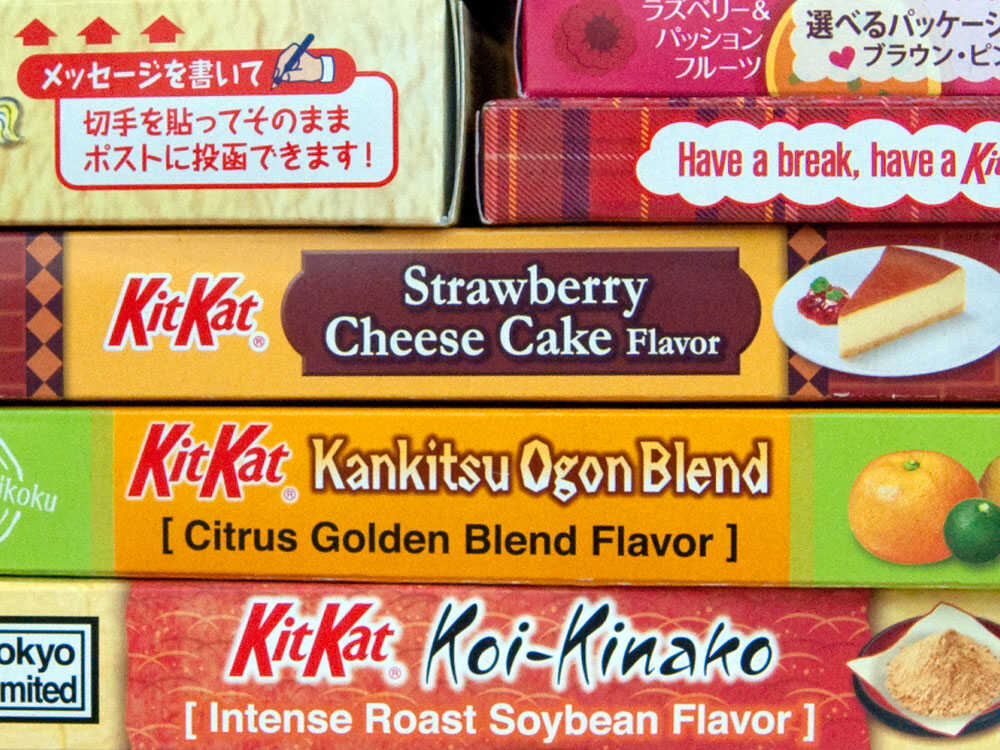 メッセージを書いて
切手を貼ってそのまま
ポストに投函できます!
ラズベリー&
パッション
フルーツ
選べるパッケージ
ブラウン・ピン
Have a break, have a Kit
KitKat®
Strawberry
Cheese Cake Flavor
ikoku
KitKat® Kankitsu Ogon Blend
[ Citrus Golden Blend Flavor ]
okyo
mited
KitKat® Koi-Kinako
[ Intense Roast Soybean Flavor ]